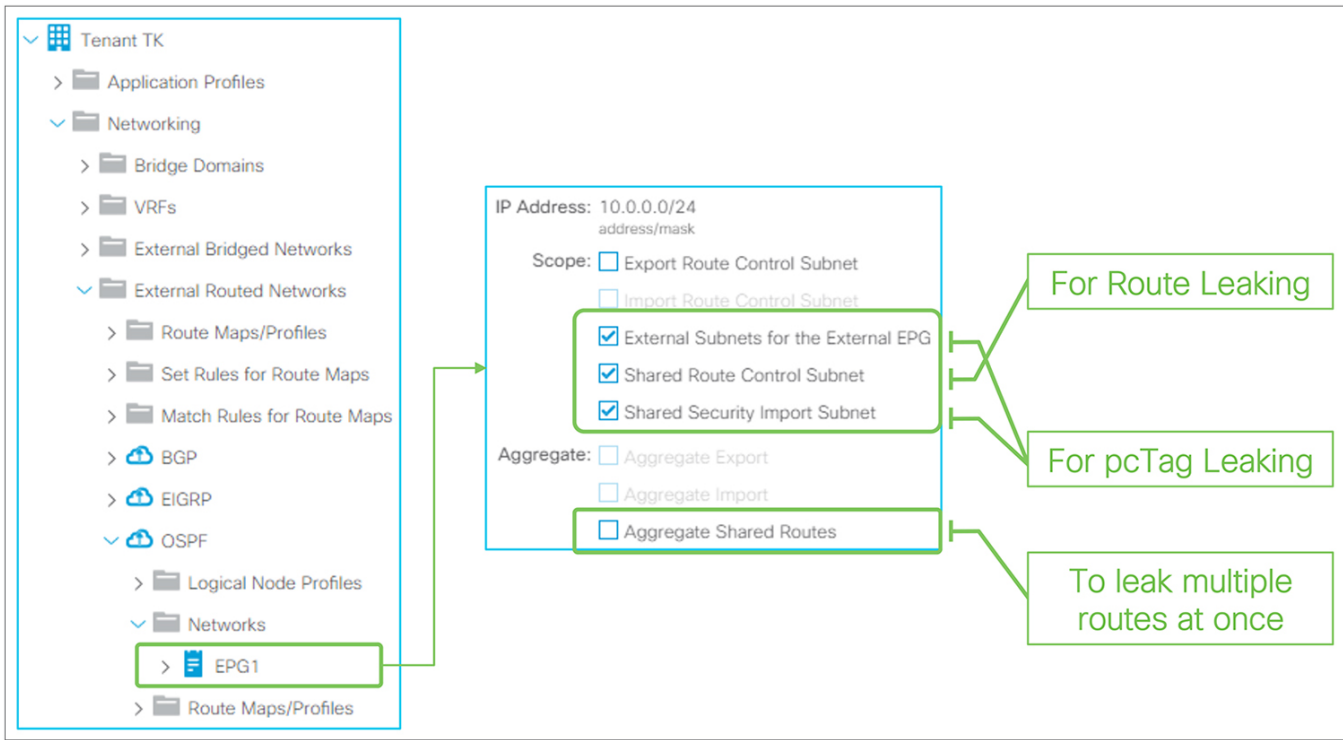 Tenant TK
Application Profiles
Networking
Bridge Domains
VRFs
External Bridged Networks
External Routed Networks
Route Maps/Profiles
Set Rules for Route Maps
Match Rules for Route Maps
BGP
EIGRP
OSPF
Logical Node Profiles
Networks
EPG1
Route Maps/Profiles
IP Address: 10.0.0.0/24
address/mask
Scope: Export Route Control Subnet
Import Route Control Subnet
External Subnets for the External EPG
Shared Route Control Subnet
Shared Security Import Subnet
Aggregate: Aggregate Export
Aggregate Import
Aggregate Shared Routes
For Route Leaking
For pcTag Leaking
To leak multiple
routes at once